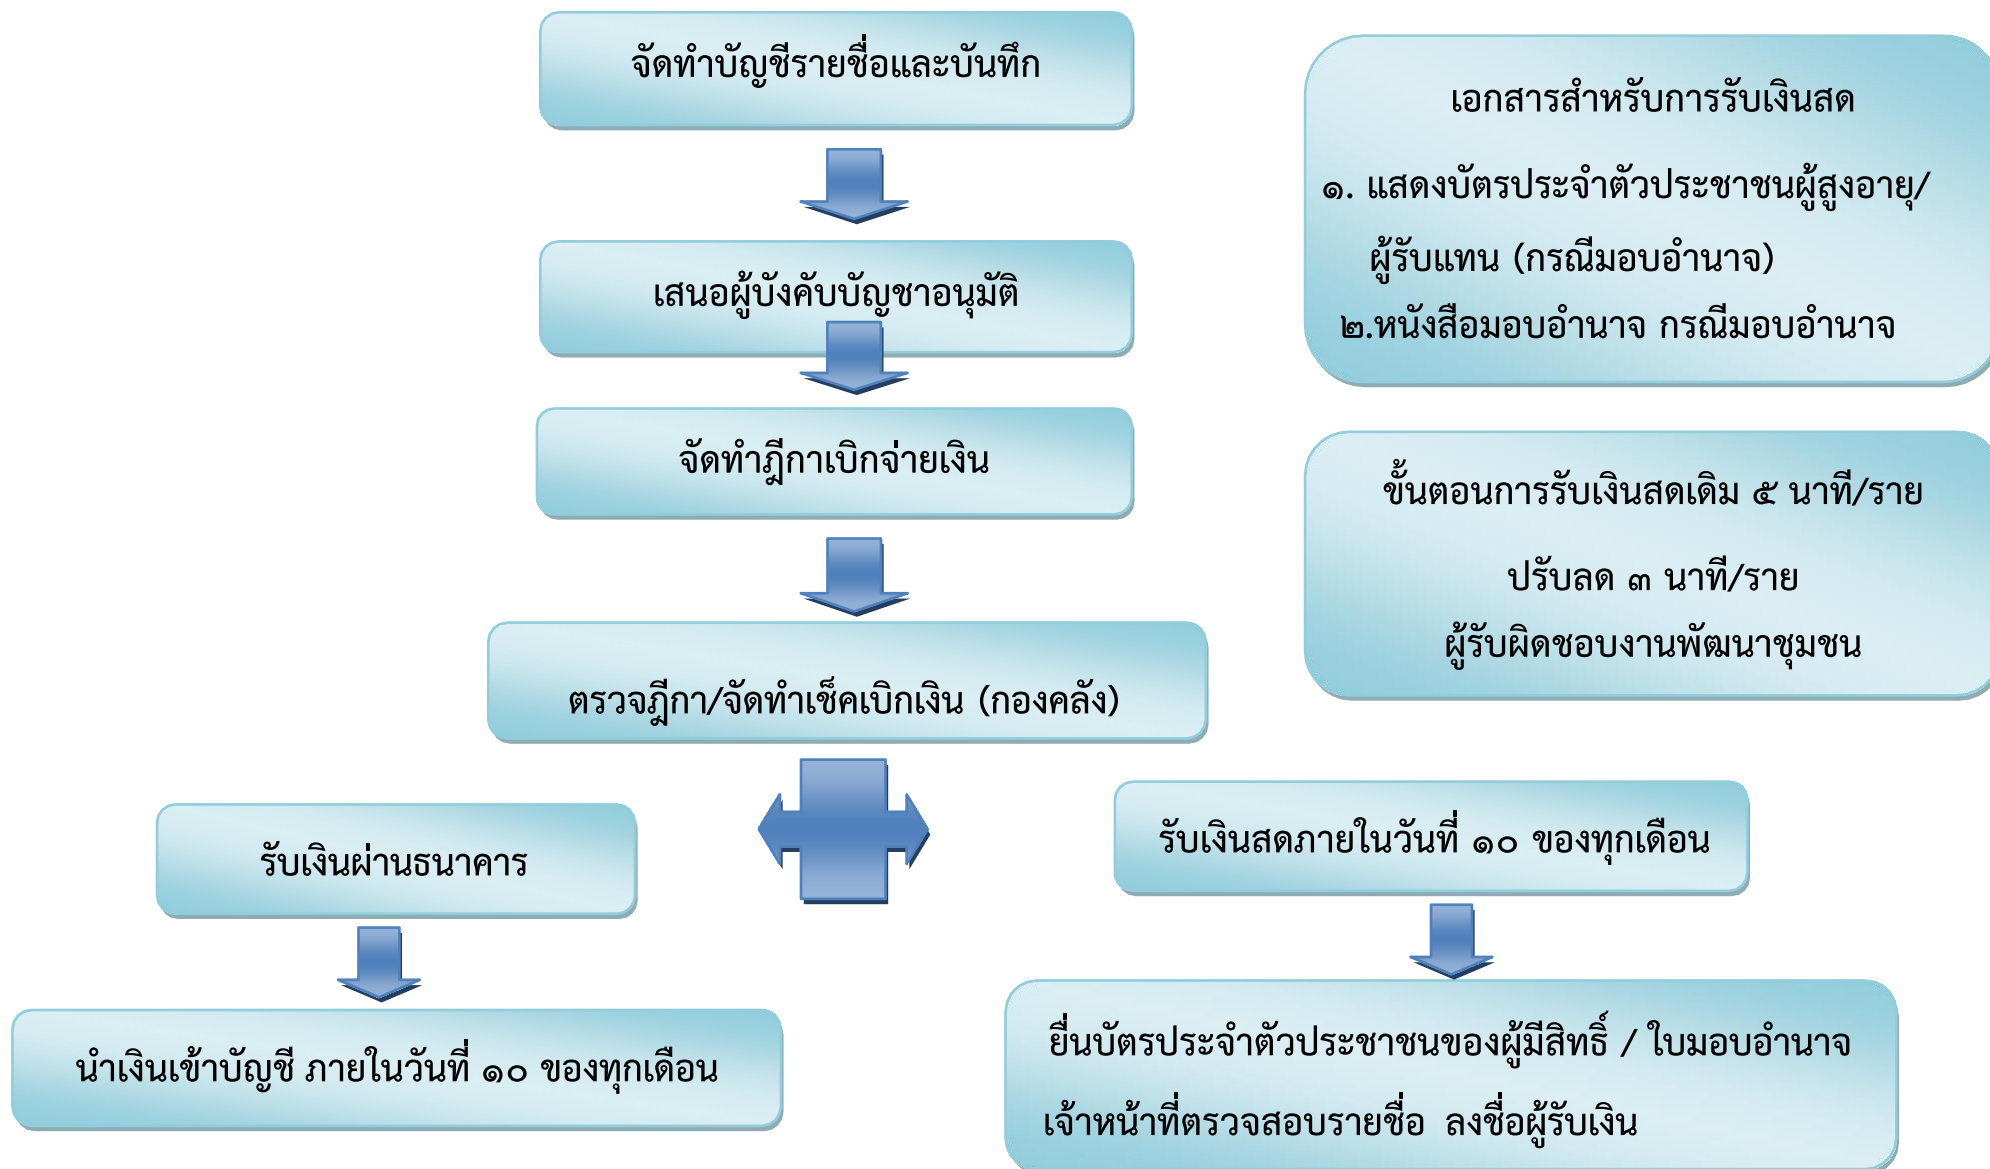 จัดทำบัญชีรายชื่อและบันทึก
เสนอผู้บังคับบัญชาอนุมัติ
จัดทำฎีกาเบิกจ่ายเงิน
ตรวจฎีกา/จัดทำเช็คเบิกเงิน (กองคลัง)
รับเงินผ่านธนาคาร
นำเงินเข้าบัญชี ภายในวันที่ ๑๐ ของทุกเดือน
รับเงินสดภายในวันที่ ๑๐ ของทุกเดือน
ยื่นบัตรประจำตัวประชาชนของผู้มีสิทธิ์ / ใบมอบอำนาจ
เจ้าหน้าที่ตรวจสอบรายชื่อ ลงชื่อผู้รับเงิน
เอกสารสำหรับการรับเงินสด
๑. แสดงบัตรประจำตัวประชาชนผู้สูงอายุ/
ผู้รับแทน (กรณีมอบอำนาจ)
๒.หนังสือมอบอำนาจ กรณีมอบอำนาจ
ขั้นตอนการรับเงินสดเดิม ๕ นาที/ราย
ปรับลด ๓ นาที/ราย
ผู้รับผิดชอบงานพัฒนาชุมชน